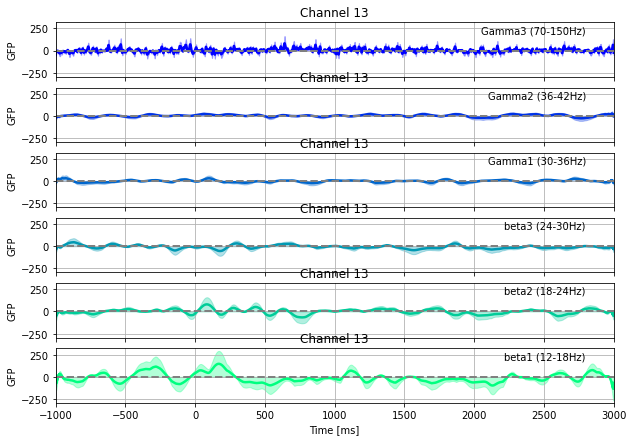 Channel 13
250
0
−250
GFP
Gamma3 (70-150Hz)
Channel 13
250
0
−250
GFP
Gamma2 (36-42Hz)
Channel 13
250
0
−250
GFP
Gamma1 (30-36Hz)
Channel 13
250
0
−250
GFP
beta3 (24-30Hz)
Channel 13
250
0
−250
GFP
beta2 (18-24Hz)
Channel 13
250
0
−250
GFP
beta1 (12-18Hz)
−1000 −500 0 500 1000 1500 2000 2500 3000
Time [ms]